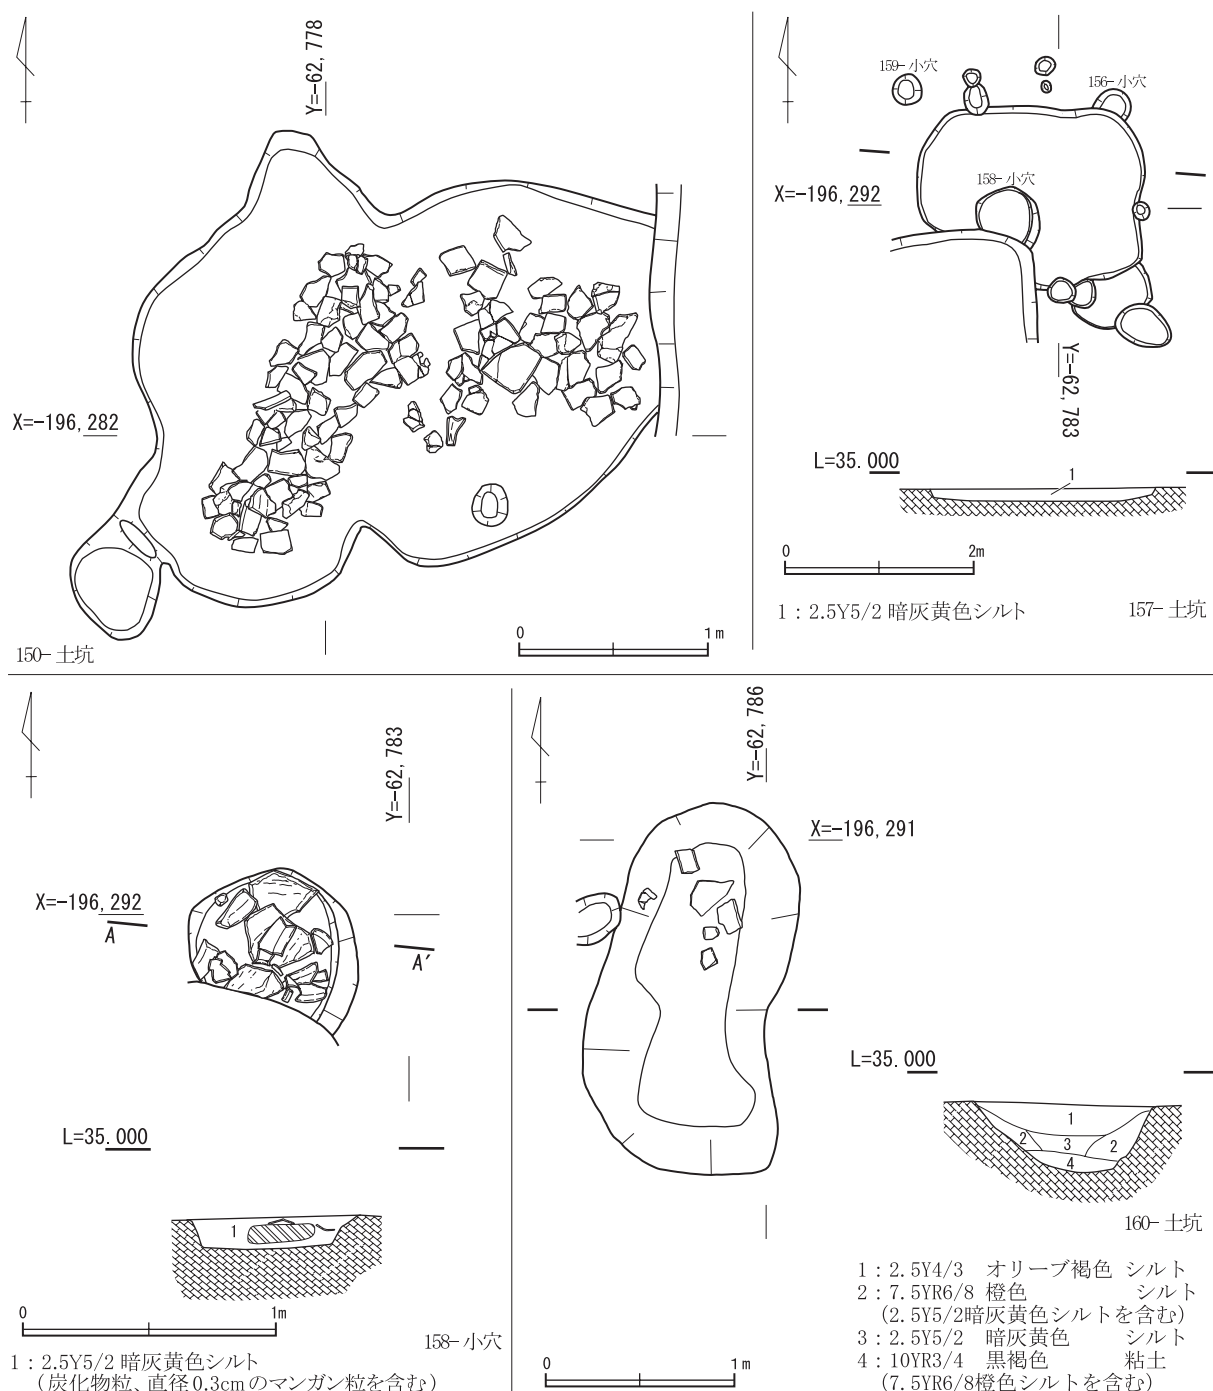 Y=-62, 778
X=-196, 282
150- 土坑
0 1m
159- 小穴
156- 小穴
158- 小穴
X=-196, 292
Y=-62, 783
L=35. 000
1
0 2m
1 : 2.5Y5/2 暗灰黄色シルト
157- 土坑
Y=-62, 783
X=-196, 292
A
A′
L=35. 000
1
0 1m
158- 小穴
1 : 2.5Y5/2 暗灰黄色シルト
(炭化物粒、直径0.3cmのマンガン粒を含む)
Y=-62, 786
X=-196, 291
L=35. 000
1
2 3 2
4
160- 土坑
0 1m
1 : 2.5Y4/3 オリーブ褐色 シルト
2 : 7.5YR6/8 橙色 シルト
(2.5Y5/2暗灰黄色シルトを含む)
3 : 2.5Y5/2 暗灰黄色 シルト
4 : 10YR3/4 黒褐色 粘土
(7.5YR6/8橙色シルトを含む)